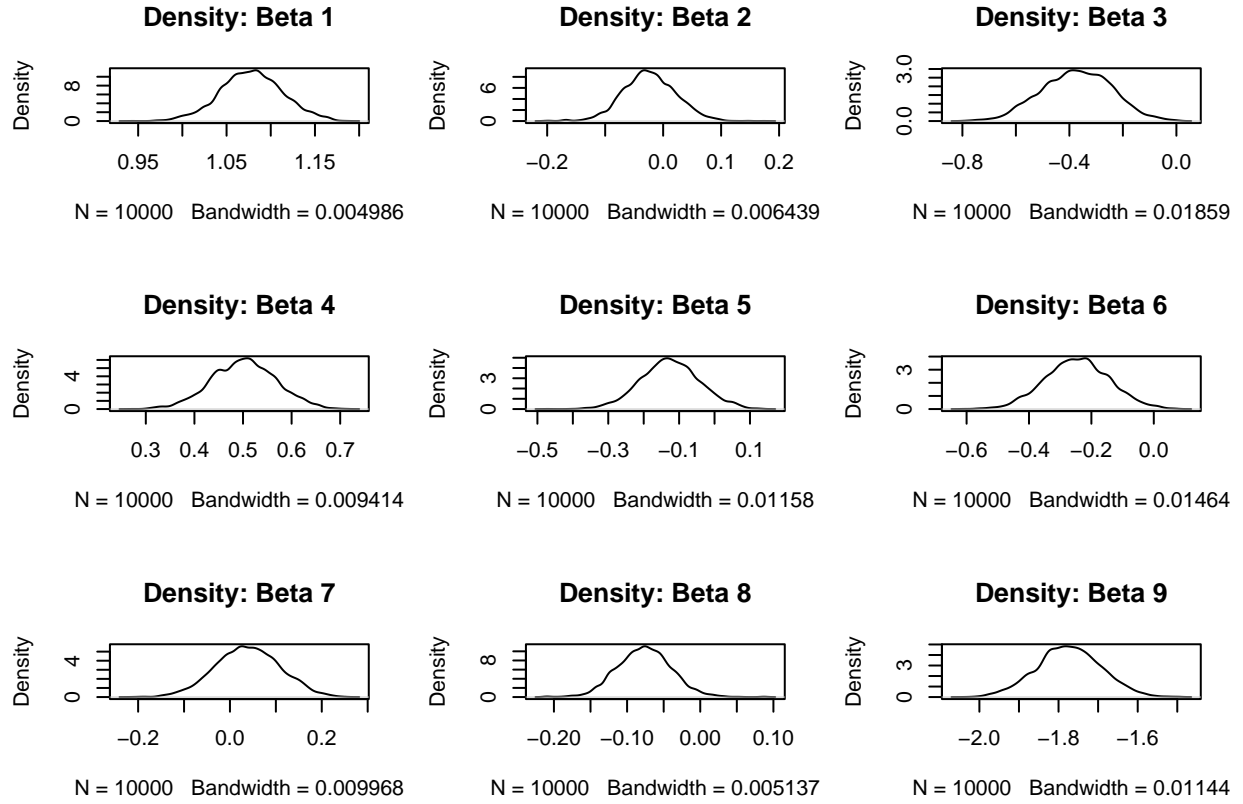 Density: Beta 1
Density
0 8
0.95 1.05 1.15
N = 10000 Bandwidth = 0.004986
Density: Beta 2
Density
0 6
−0.2 0.0 0.1 0.2
N = 10000 Bandwidth = 0.006439
Density: Beta 3
Density
0.0 3.0
−0.8 −0.4 0.0
N = 10000 Bandwidth = 0.01859
Density: Beta 4
Density
0 4
0.3 0.4 0.5 0.6 0.7
N = 10000 Bandwidth = 0.009414
Density: Beta 5
Density
0 3
−0.5 −0.3 −0.1 0.1
N = 10000 Bandwidth = 0.01158
Density: Beta 6
Density
0 3
−0.6 −0.4 −0.2 0.0
N = 10000 Bandwidth = 0.01464
Density: Beta 7
Density
0 4
−0.2 0.0 0.2
N = 10000 Bandwidth = 0.009968
Density: Beta 8
Density
0 8
−0.20 −0.10 0.00 0.10
N = 10000 Bandwidth = 0.005137
Density: Beta 9
Density
0 3
−2.0 −1.8 −1.6
N = 10000 Bandwidth = 0.01144